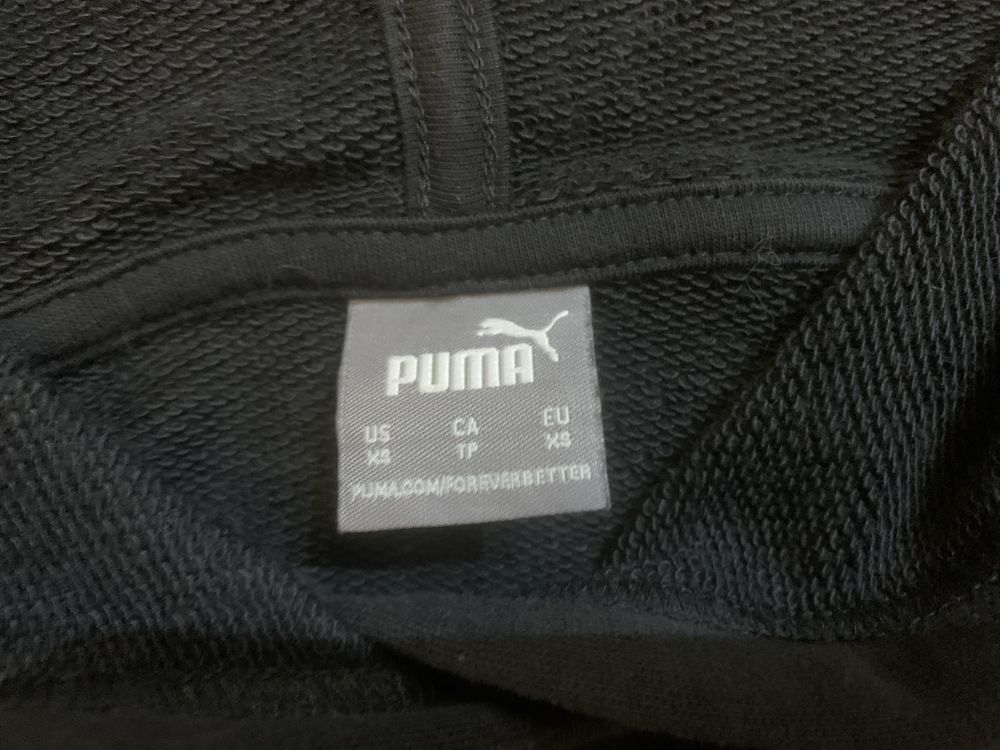 PUMA
US CA EU
XS TP XS
PUMA.COM/FOREVERBETTER